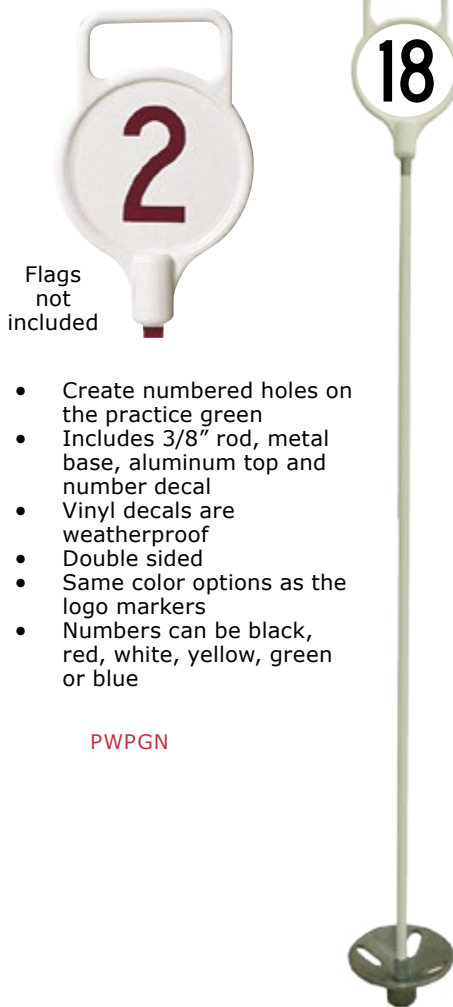 18
2
Flags
not
included
• Create numbered holes on
the practice green
• Includes 3/8” rod, metal
base, aluminum top and
number decal
• Vinyl decals are
weatherproof
• Double sided
• Same color options as the
logo markers
• Numbers can be black,
red, white, yellow, green
or blue
PWPGN